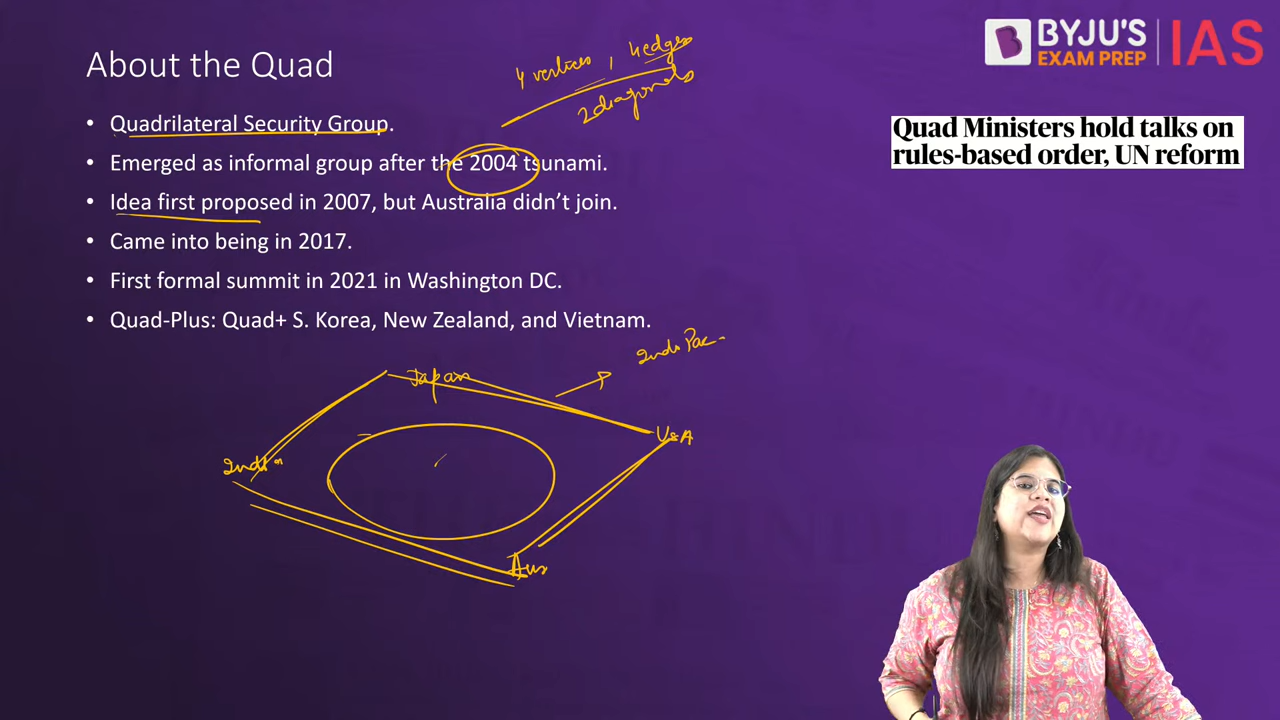 BYJU'S
EXAM PREP
IAS
About the Quad
4 vertices, 4 edges
2 diagonals
• Quadrilateral Security Group.
Quad Ministers hold talks on
rules-based order, UN reform
• Emerged as informal group after the 2004 tsunami.
• Idea first proposed in 2007, but Australia didn’t join.
• Came into being in 2017.
• First formal summit in 2021 in Washington DC.
• Quad-Plus: Quad+ S. Korea, New Zealand, and Vietnam.
Indo Pac
Japan
USA
India
Aus
HINDU